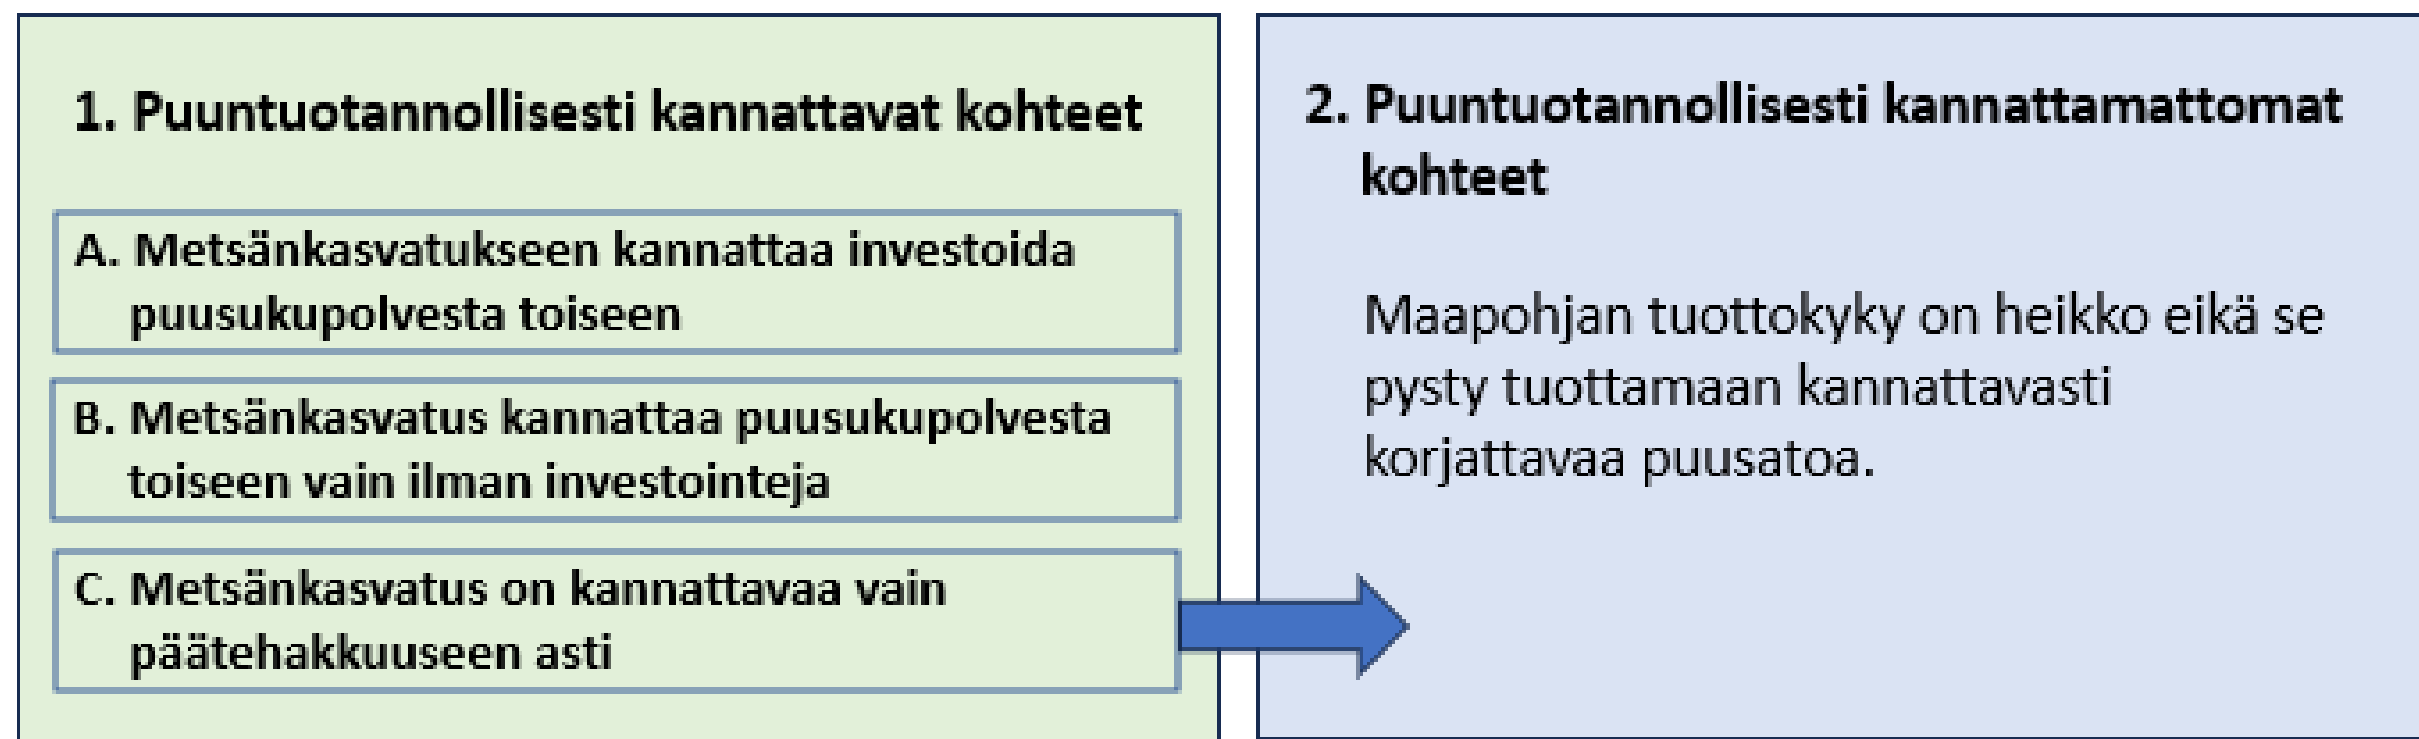 1. Puuntuotannollisesti kannattavat kohteet
A. Metsänkasvatukseen kannattaa investoida
puusukupolvesta toiseen
B. Metsänkasvatus kannattaa puusukupolvesta
toiseen vain ilman investointeja
C. Metsänkasvatus on kannattavaa vain
päätehakkuuseen asti
2. Puuntuotannollisesti kannattamattomat
kohteet
Maapohjan tuottokyky on heikko eikä se
pysty tuottamaan kannattavasti
korjattavaa puusatoa.